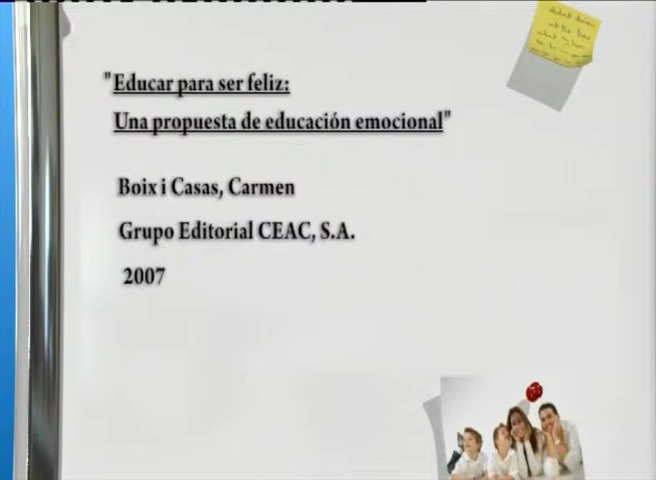 "Educar para ser feliz:
Una propuesta de educación emocional"
Boix i Casas, Carmen
Grupo Editorial CEAC, S.A.
2007